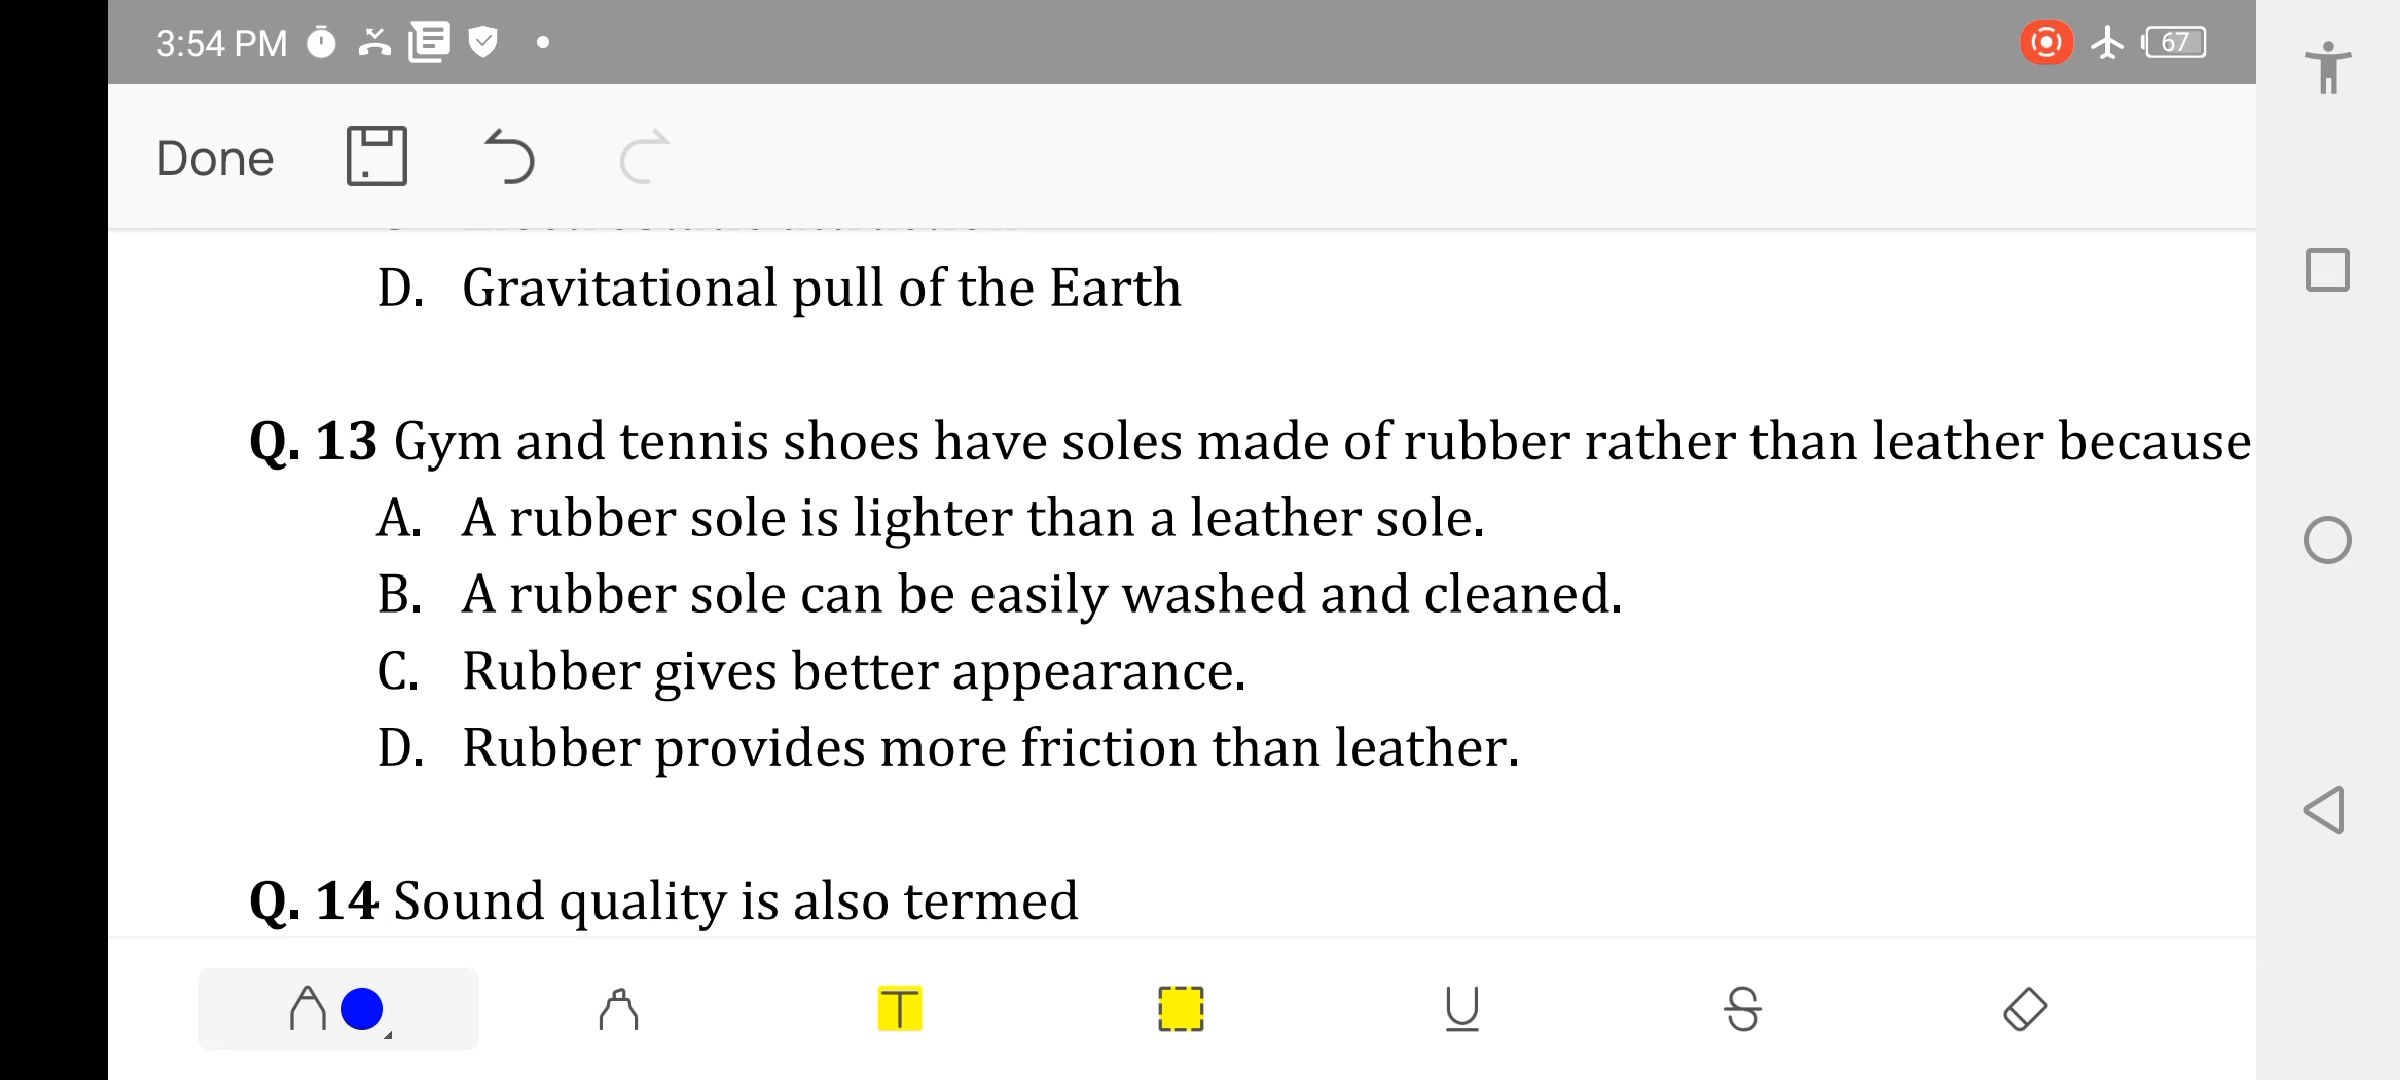 3:54 PM
67
Done
D. Gravitational pull of the Earth
Q. 13 Gym and tennis shoes have soles made of rubber rather than leather because
A. A rubber sole is lighter than a leather sole.
B. A rubber sole can be easily washed and cleaned.
C. Rubber gives better appearance.
D. Rubber provides more friction than leather.
Q. 14 Sound quality is also termed